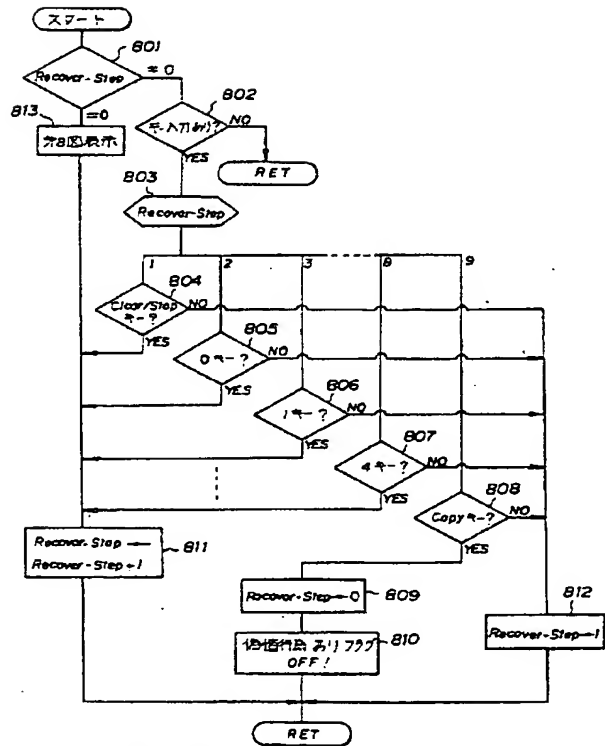 スタート
801
Recover-Step
≠0
=0
802
キー入力あり?
NO
YES
813
第8図表示
RET
803
Recover-Step
1
2
3
8
9
804
Clear/Stop
キー?
NO
YES
805
0キー?
NO
YES
806
1キー?
NO
YES
807
4キー?
NO
YES
808
Copyキー?
NO
YES
Recover-Step ←
Recover-Step+1
811
Recover-Step←0
809
あり フラグ
OFF!
810
812
Recover-Step←1
RET